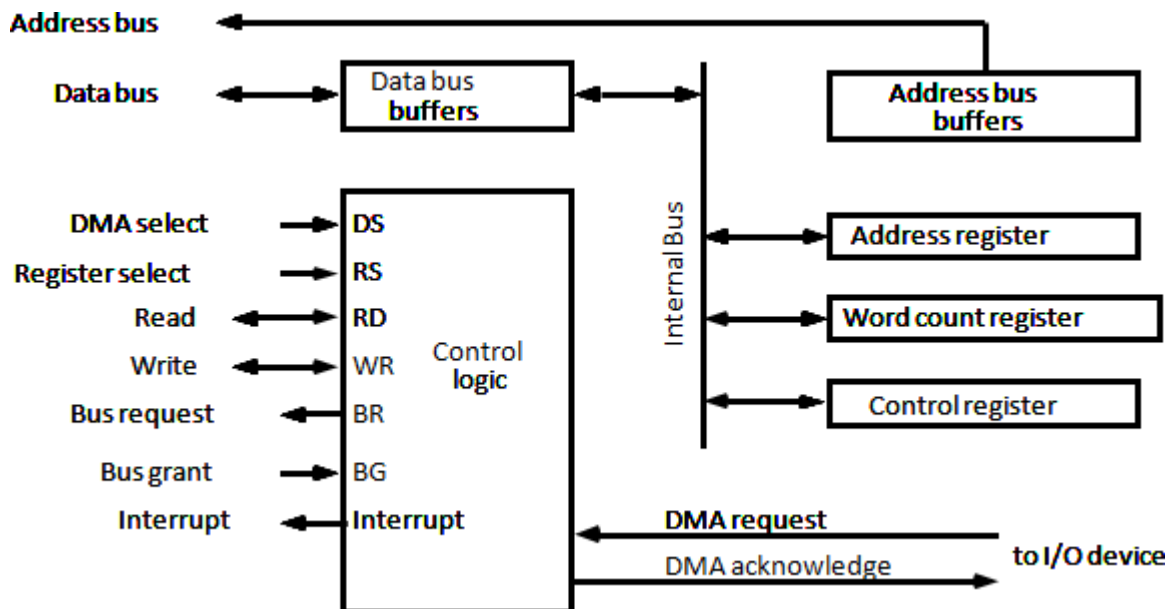 Address bus
Data bus
Data bus
buffers
Address bus
buffers
Internal Bus
DMA select
DS
Register select
RS
Read
RD
Write
WR
Control
logic
Bus request
BR
Bus grant
BG
Interrupt
Interrupt
Address register
Word count register
Control register
DMA request
DMA acknowledge
to I/O device